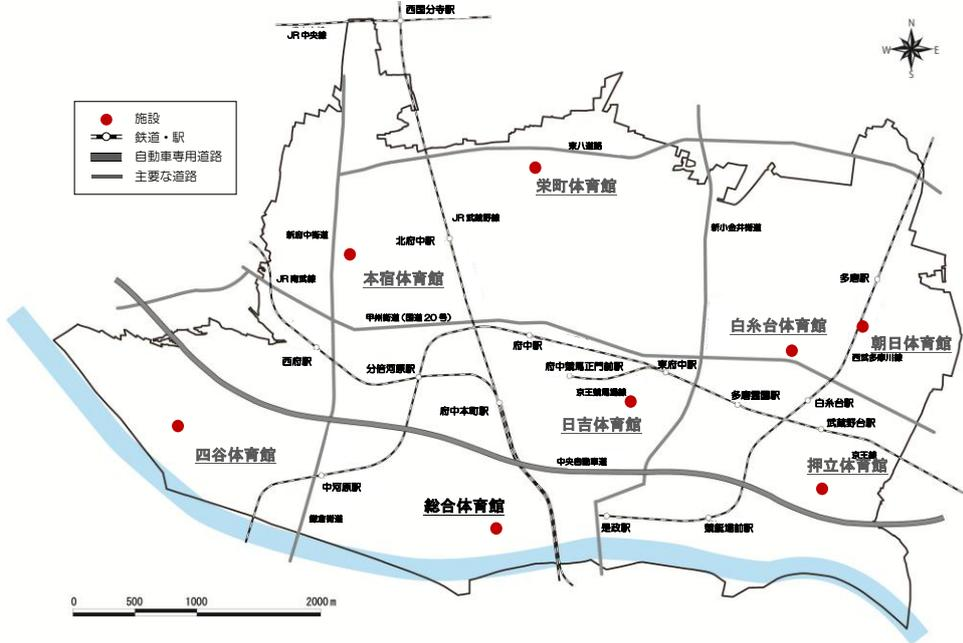 西国分寺駅
JR中央線
N
W
E
S
施設
鉄道・駅
自動車専用道路
主要な道路
東八道路
栄町体育館
JR武蔵野線
新小金井街道
新府中街道
北府中駅
本宿体育館
JR南武線
多磨駅
甲州街道(国道20号)
白糸台体育館
朝日体育館
西武多摩川線
府中駅
西府駅
分倍河原駅
府中競馬正門前駅
東府中駅
京王競馬場線
多磨霊園駅
白糸台駅
府中本町駅
日吉体育館
武蔵野台駅
京王線
四谷体育館
中央自動車道
押立体育館
中河原駅
総合体育館
鎌倉街道
是政駅
競艇場前駅
0
500
1000
2000m